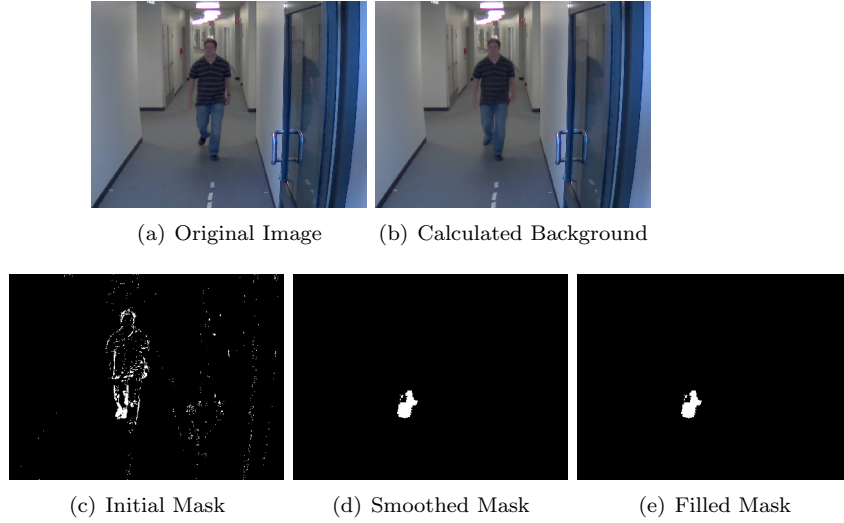 (a) Original Image
(b) Calculated Background
(c) Initial Mask
(d) Smoothed Mask
(e) Filled Mask